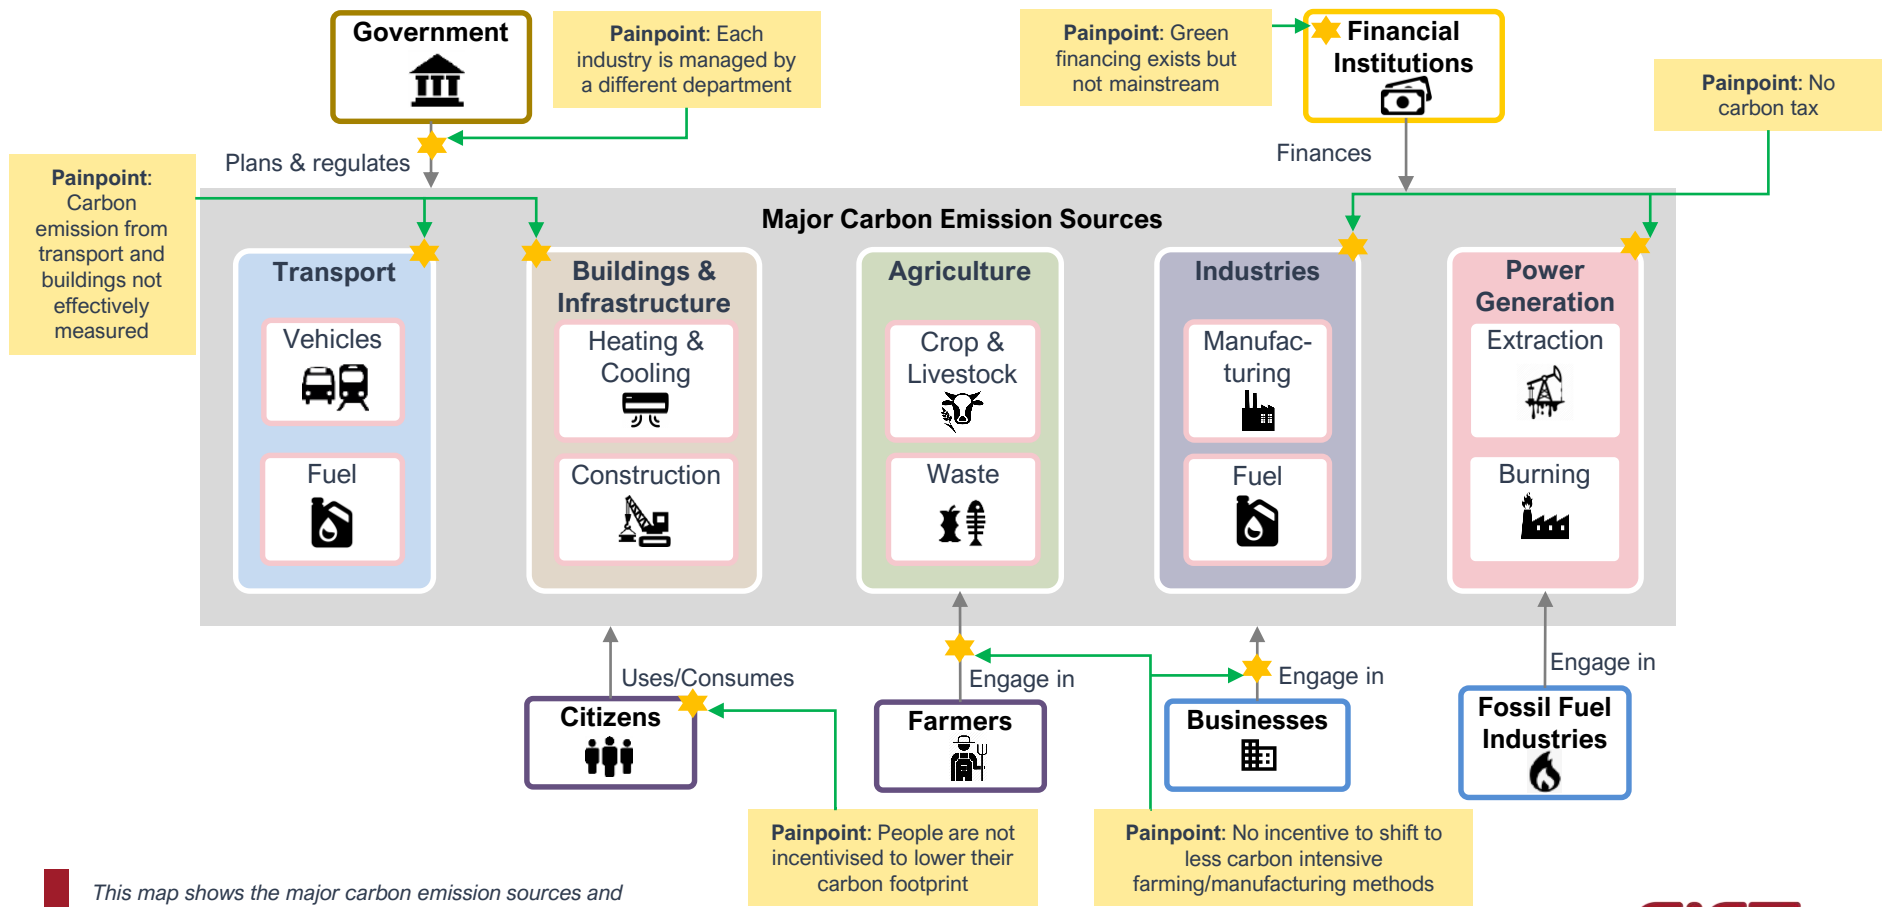 Government
Painpoint: Each
industry is managed by
a different department
Painpoint: Green
financing exists but
not mainstream
Financial
Institutions
Painpoint: No
carbon tax
Plans & regulates
Finances
Painpoint:
Carbon
emission from
transport and
buildings not
effectively
measured
Major Carbon Emission Sources
Transport
Vehicles
Fuel
Buildings &
Infrastructure
Heating &
Cooling
Construction
Agriculture
Crop &
Livestock
Waste
Industries
Manufac-
turing
Fuel
Power
Generation
Extraction
Burning
Uses/Consumes
Engage in
Engage in
Engage in
Citizens
Farmers
Businesses
Fossil Fuel
Industries
Painpoint: People are not
incentivised to lower their
carbon footprint
Painpoint: No incentive to shift to
less carbon intensive
farming/manufacturing methods
This map shows the major carbon emission sources and